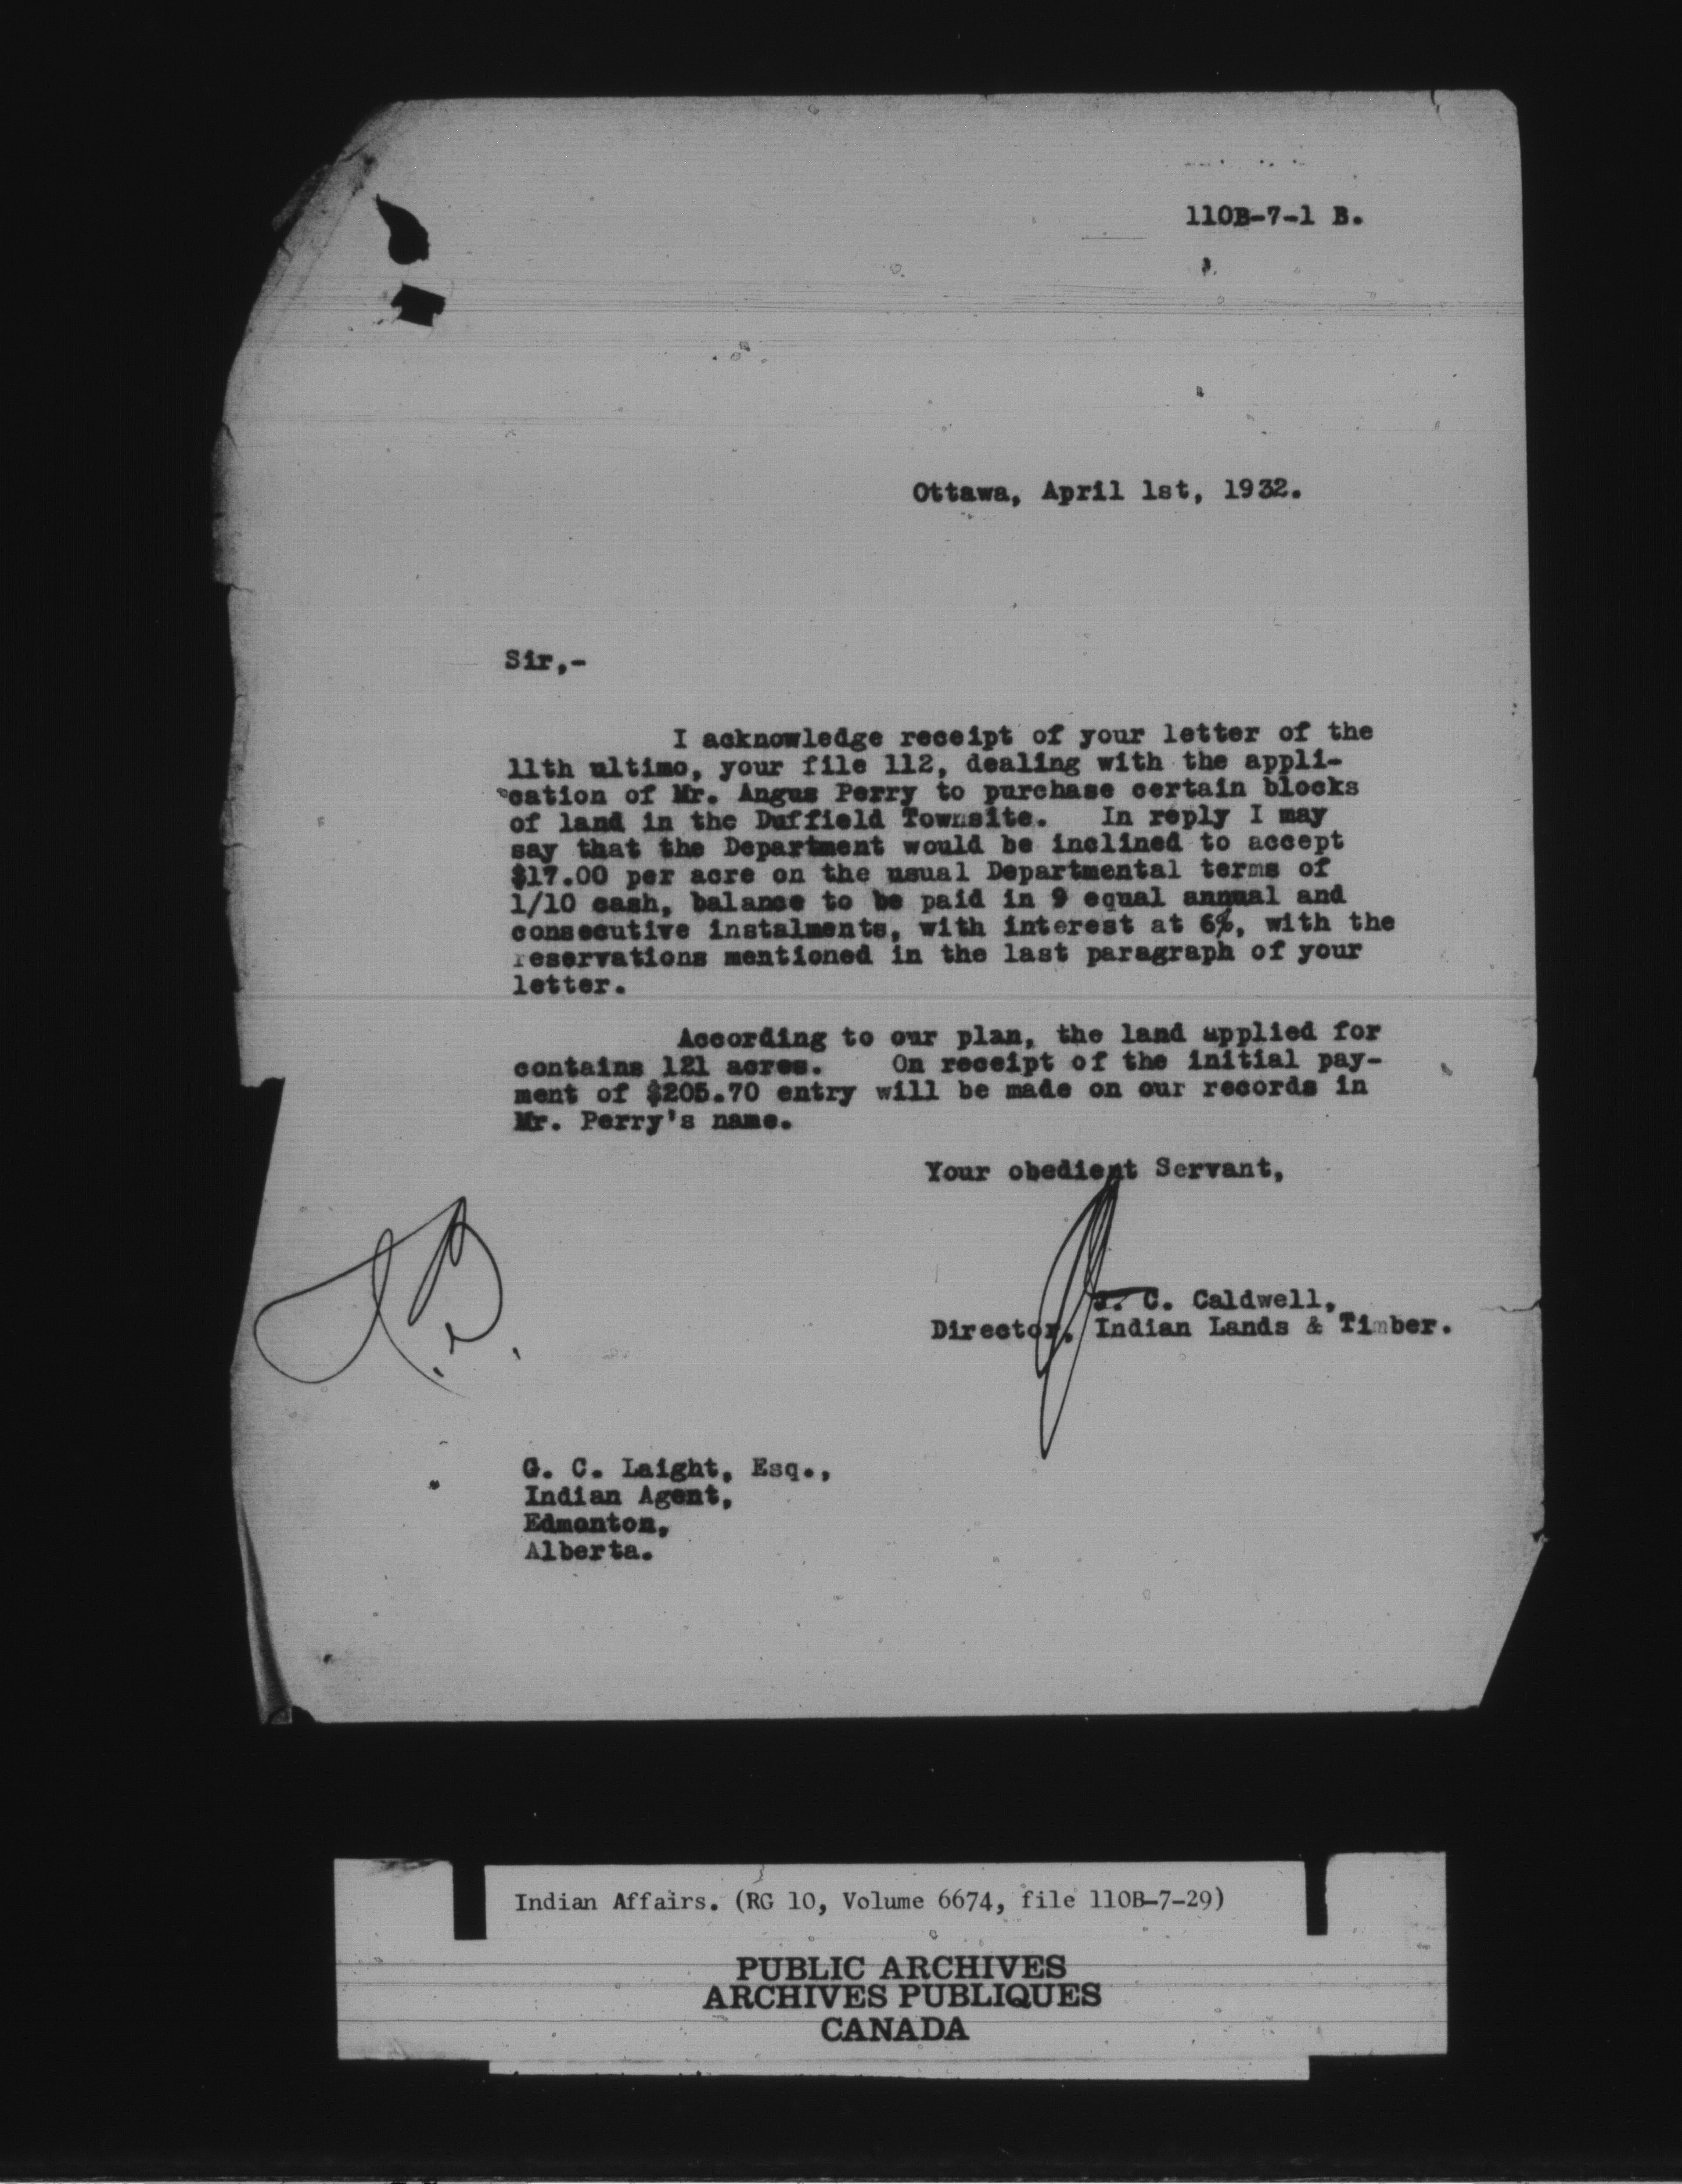 110B-7-1 B.
Ottawa, April 1st, 1932.
Sir,-
I acknowledge receipt of your letter of the
11th ultimo, your file 112, dealing with the appli-
cation of Mr. Angus Perry to purchase certain blocks
of land in the Duffield Townsite. In reply I may
say that the Department would be inclined to accept
$17.00 per acre on the usual Departmental terms of
1/10 cash, balance to be paid in 9 equal annual and
consecutive instalments, with interest at 6%, with the
reservations mentioned in the last paragraph of your
letter.
According to our plan, the land applied for
contains 121 acres. On receipt of the initial pay-
ment of $205.70 entry will be made on our records in
Mr. Perry's name.
Your obedient Servant,
J. C. Caldwell,
Director, Indian Lands & Timber.
G. C. Laight, Esq.,
Indian Agent,
Edmonton,
Alberta.
Indian Affairs. (RG 10, Volume 6674, file 110B-7-29)
PUBLIC ARCHIVES
ARCHIVES PUBLIQUES
CANADA